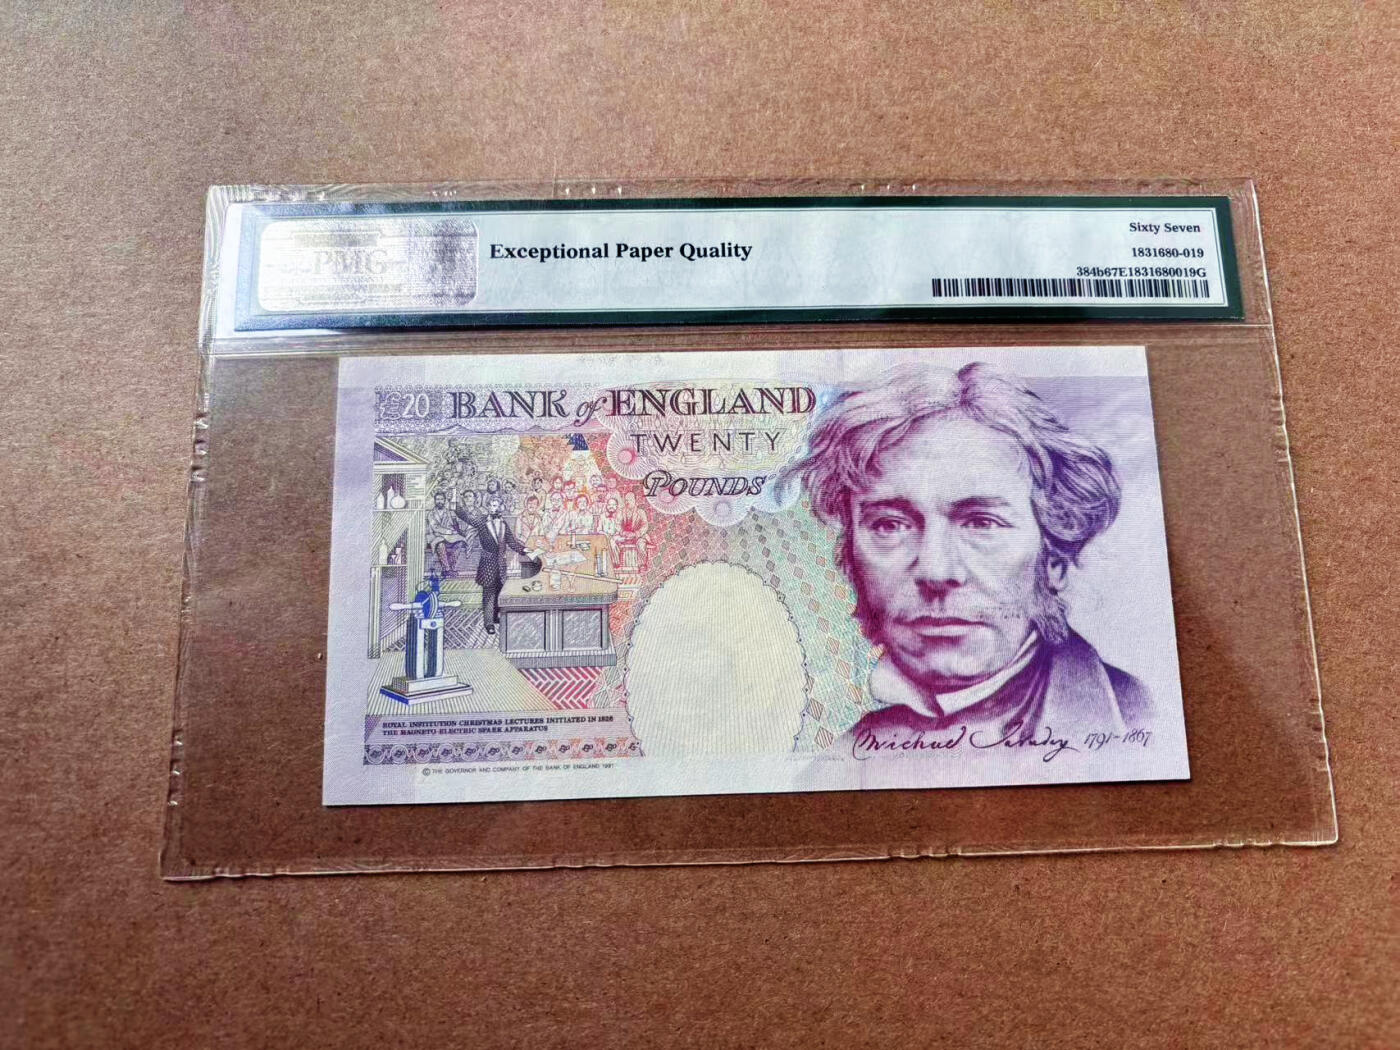 PMG
Exceptional Paper Quality
Sixty Seven
1831680-019
384b67E1831680019G
£20 BANK of ENGLAND
TWENTY
POUNDS
ROYAL INSTITUTION CHRISTMAS LECTURES INITIATED IN 1826
THE MAGNETO-ELECTRIC SPARK APPARATUS
Michael Faraday 1791-1867
© THE GOVERNOR AND COMPANY OF THE BANK OF ENGLAND 1991